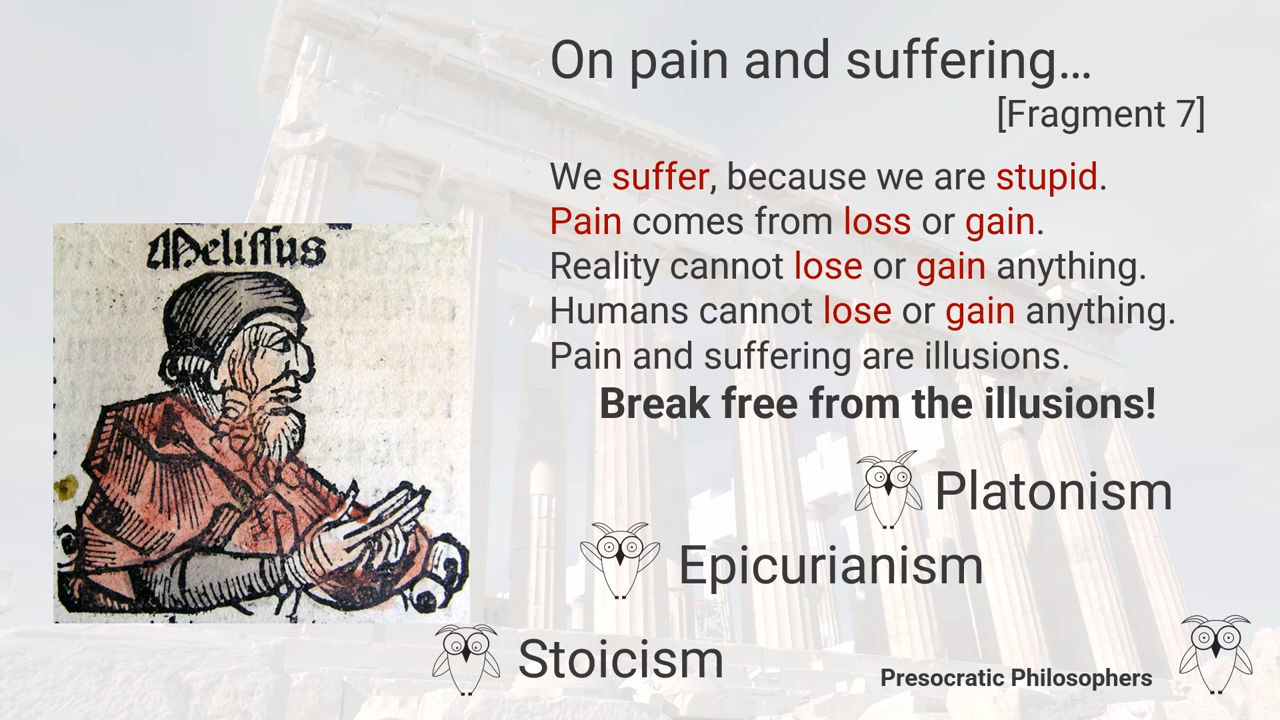 On pain and suffering...
[Fragment 7]
We suffer, because we are stupid.
Pain comes from loss or gain.
Reality cannot lose or gain anything.
Humans cannot lose or gain anything.
Pain and suffering are illusions.
Break free from the illusions!
Melissus
Platonism
Epicurianism
Stoicism
Presocratic Philosophers